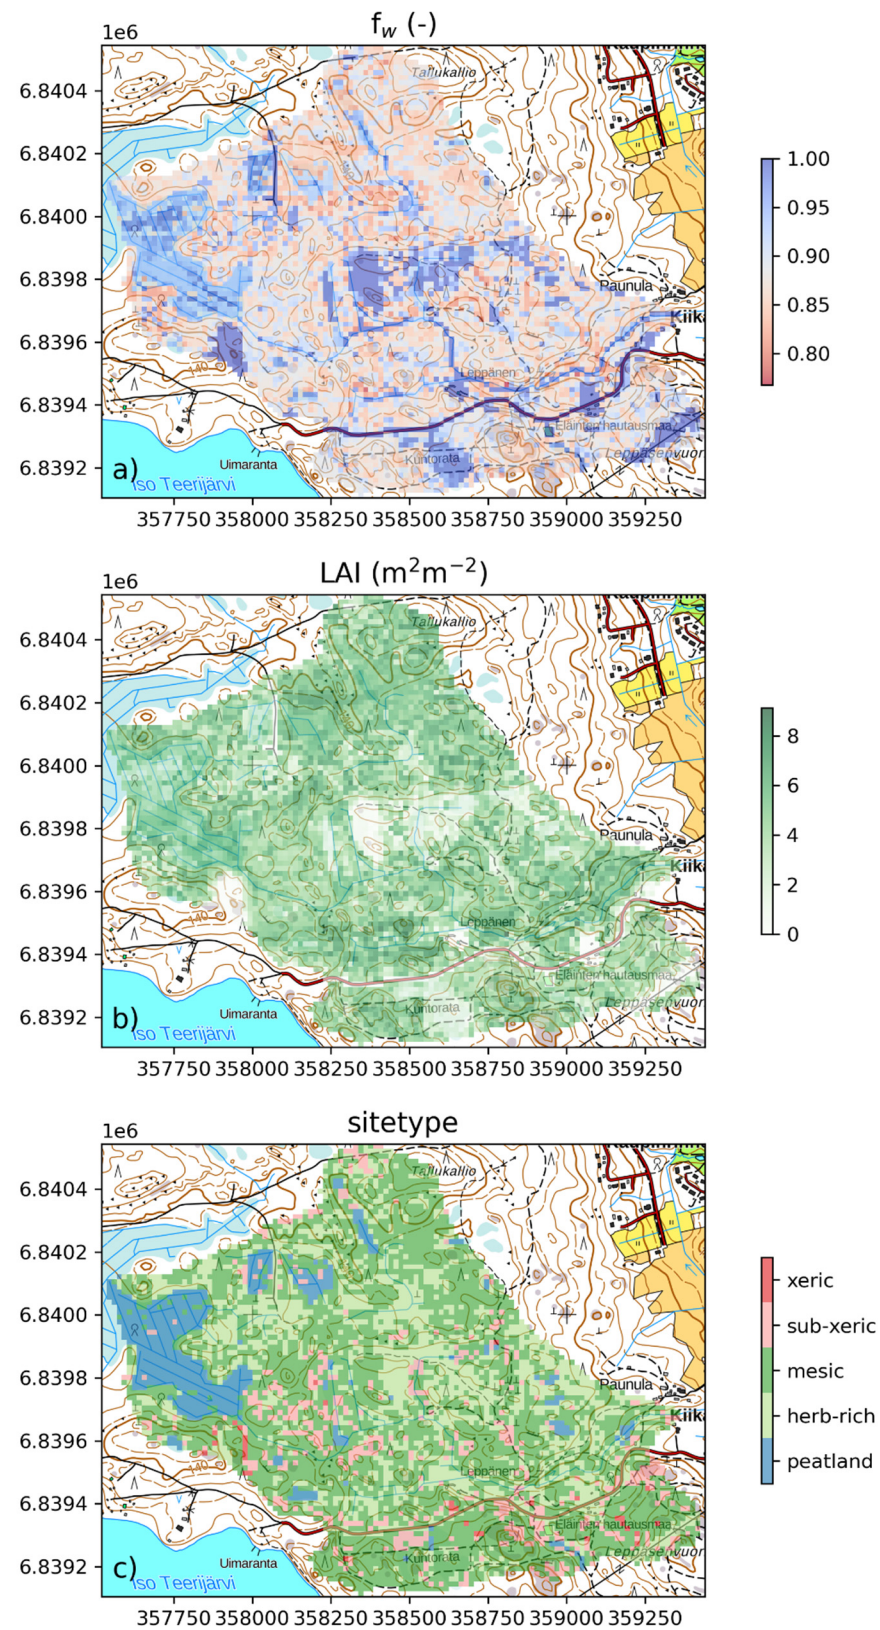 f_w (-)
1e6
6.8404
6.8402
6.8400
6.8398
6.8396
6.8394
6.8392
Tallukallio
Paunula
Kiika
140
Leppänen
Eläinten hautausmaa
Leppäsenvuor
Kuntorata
Uimaranta
Iso Teerijärvi
a)
357750 358000 358250 358500 358750 359000 359250
1.00
0.95
0.90
0.85
0.80
LAI (m²m⁻²)
1e6
6.8404
6.8402
6.8400
6.8398
6.8396
6.8394
6.8392
Tallukallio
Paunula
Kiika
140
Leppänen
Eläinten hautausmaa
Leppäsenvuor
Kuntorata
Uimaranta
Iso Teerijärvi
b)
357750 358000 358250 358500 358750 359000 359250
8
6
4
2
0
sitetype
1e6
6.8404
6.8402
6.8400
6.8398
6.8396
6.8394
6.8392
Tallukallio
Paunula
Kiika
140
Leppänen
Eläinten hautausmaa
Leppäsenvuor
Kuntorata
Uimaranta
Iso Teerijärvi
c)
357750 358000 358250 358500 358750 359000 359250
xeric
sub-xeric
mesic
herb-rich
peatland